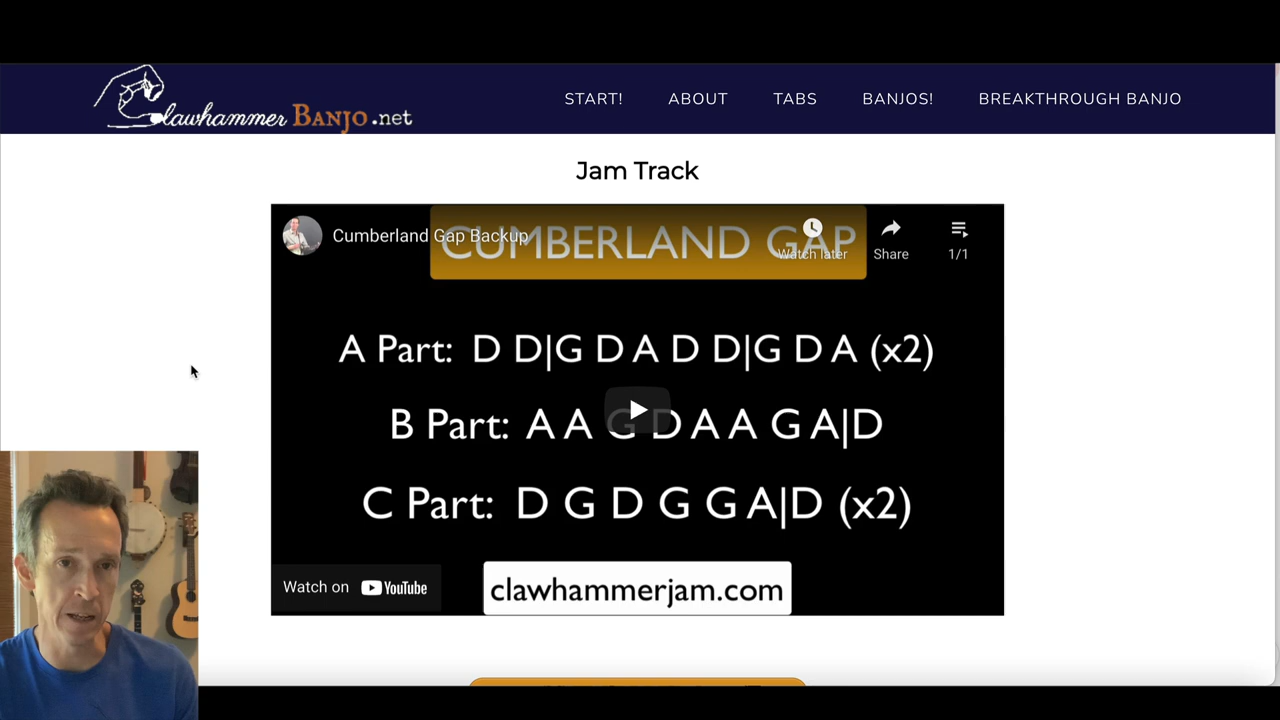 Clawhammer BANJO.net
START! ABOUT TABS BANJOS! BREAKTHROUGH BANJO
Jam Track
Cumberland Gap Backup
CUMBERLAND GAP
Watch later
Share
1/1
A Part: D D|G D A D D|G D A (x2)
B Part: A A G D A A G A|D
C Part: D G D G G A|D (x2)
Watch on YouTube
clawhammerjam.com